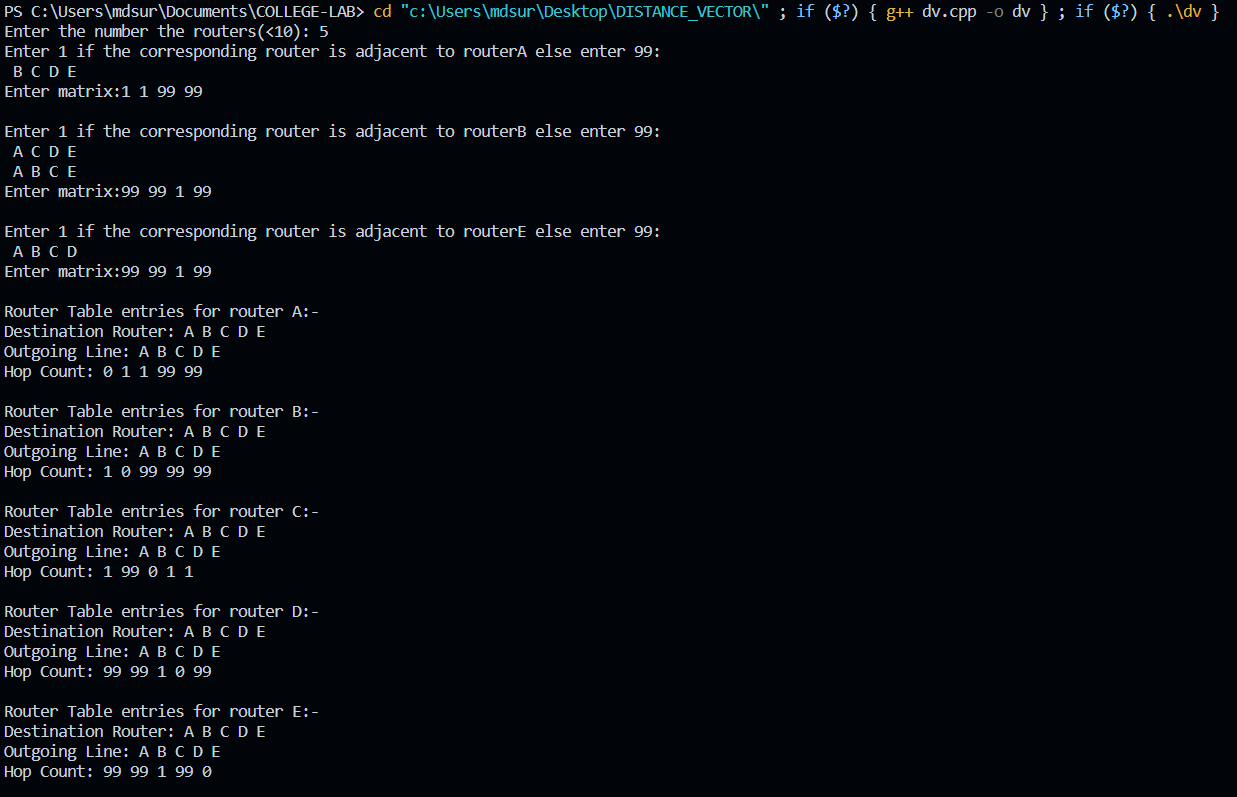 PS C:\Users\mdsur\Documents\COLLEGE-LAB> cd "c:\Users\mdsur\Desktop\DISTANCE_VECTOR\" ; if ($?) { g++ dv.cpp -o dv } ; if ($?) { .\dv }
Enter the number the routers(<10): 5
Enter 1 if the corresponding router is adjacent to routerA else enter 99:
 B C D E
Enter matrix:1 1 99 99

Enter 1 if the corresponding router is adjacent to routerB else enter 99:
 A C D E
 A B C E
Enter matrix:99 99 1 99

Enter 1 if the corresponding router is adjacent to routerE else enter 99:
 A B C D
Enter matrix:99 99 1 99

Router Table entries for router A:-
Destination Router: A B C D E
Outgoing Line: A B C D E
Hop Count: 0 1 1 99 99

Router Table entries for router B:-
Destination Router: A B C D E
Outgoing Line: A B C D E
Hop Count: 1 0 99 99 99

Router Table entries for router C:-
Destination Router: A B C D E
Outgoing Line: A B C D E
Hop Count: 1 99 0 1 1

Router Table entries for router D:-
Destination Router: A B C D E
Outgoing Line: A B C D E
Hop Count: 99 99 1 0 99

Router Table entries for router E:-
Destination Router: A B C D E
Outgoing Line: A B C D E
Hop Count: 99 99 1 99 0